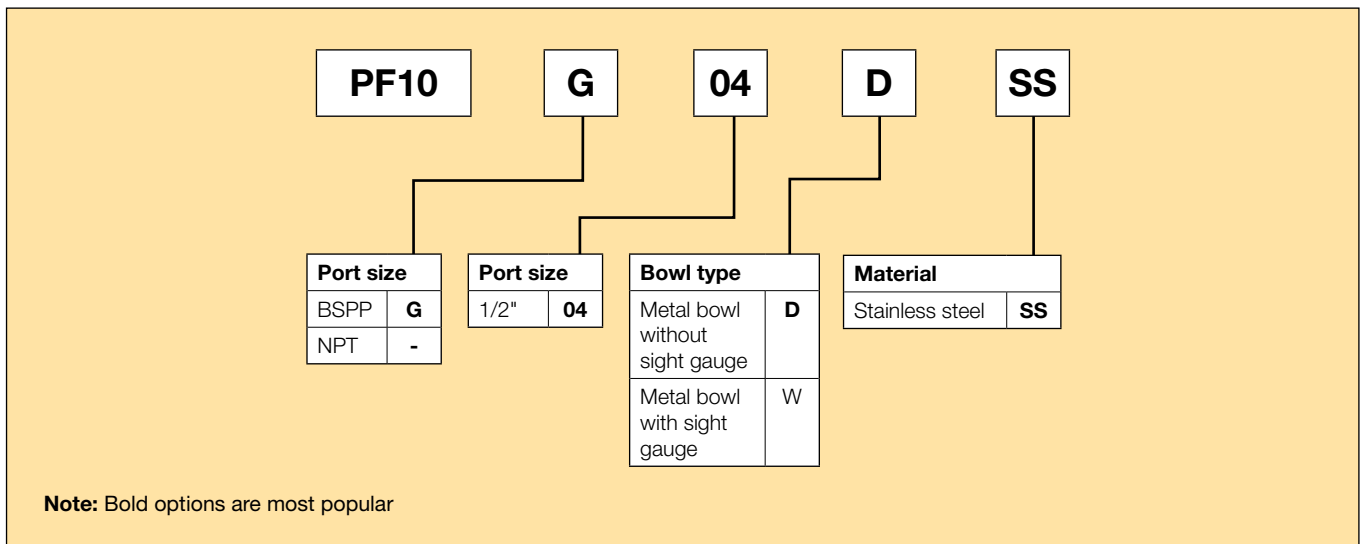 PF10 G 04 D SS
Port size
BSPP G
NPT -
Port size
1/2" 04
Bowl type
Metal bowl D
without
sight gauge
Metal bowl W
with sight
gauge
Material
Stainless steel SS
Note: Bold options are most popular